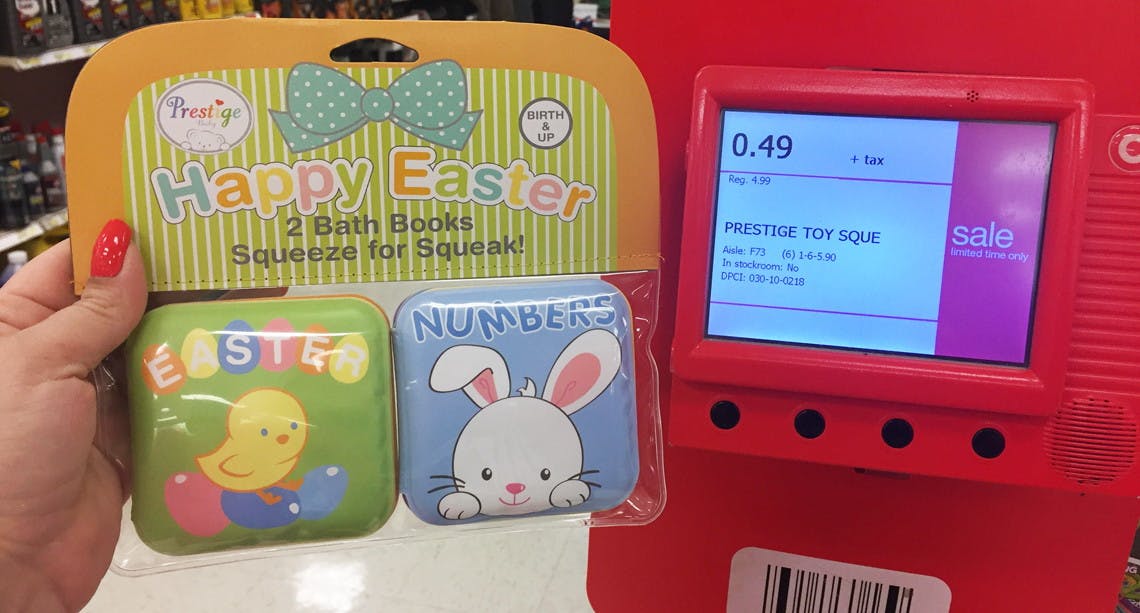 Prestige
Baby
BIRTH
&
UP
Happy Easter
2 Bath Books
Squeeze for Squeak!
EASTER
NUMBERS
0.49
+ tax
Reg. 4.99
PRESTIGE TOY SQUE
Aisle: F73 (6) 1-6-5.90
In stockroom: No
DPCI: 030-10-0218
sale
limited time only